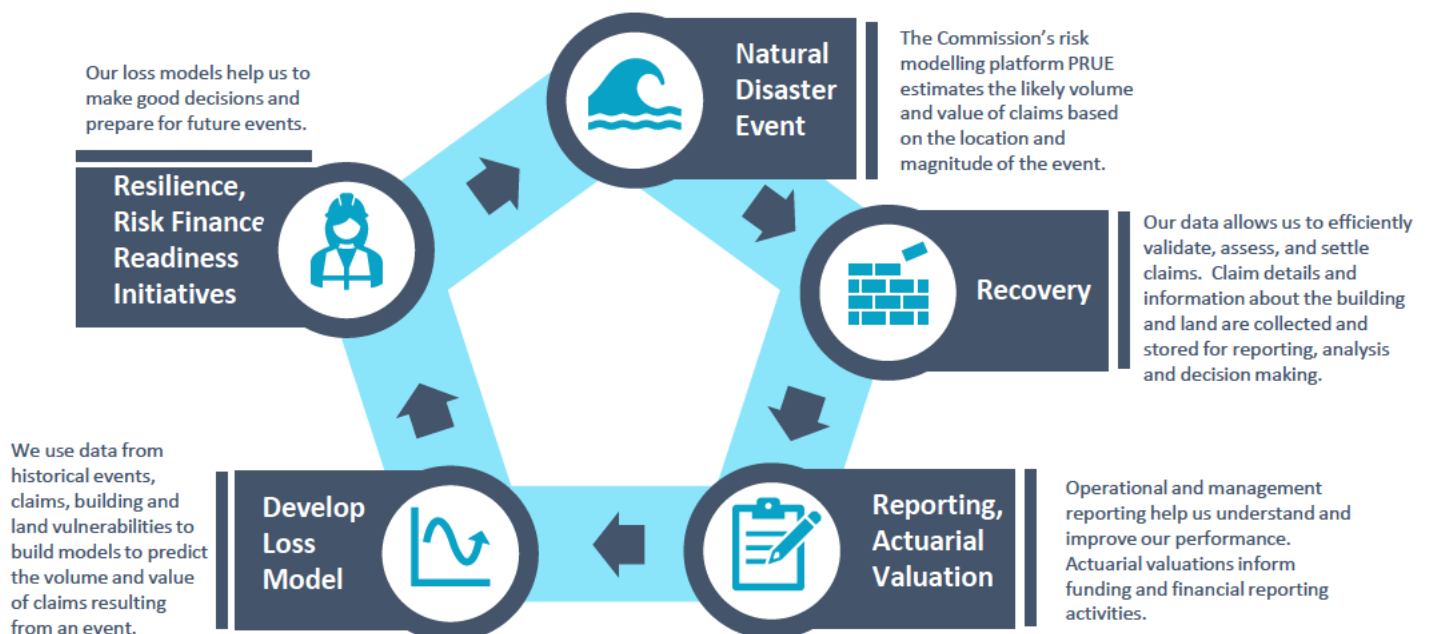 Natural
Disaster
Event
The Commission's risk
modelling platform PRUE
estimates the likely volume
and value of claims based
on the location and
magnitude of the event.
Recovery
Our data allows us to efficiently
validate, assess, and settle
claims.  Claim details and
information about the building
and land are collected and
stored for reporting, analysis
and decision making.
Reporting,
Actuarial
Valuation
Operational and management
reporting help us understand and
improve our performance.
Actuarial valuations inform
funding and financial reporting
activities.
Develop
Loss
Model
We use data from
historical events,
claims, building and
land vulnerabilities to
build models to predict
the volume and value
of claims resulting
from an event.
Our loss models help us to
make good decisions and
prepare for future events.
Resilience,
Risk Finance
Readiness
Initiatives